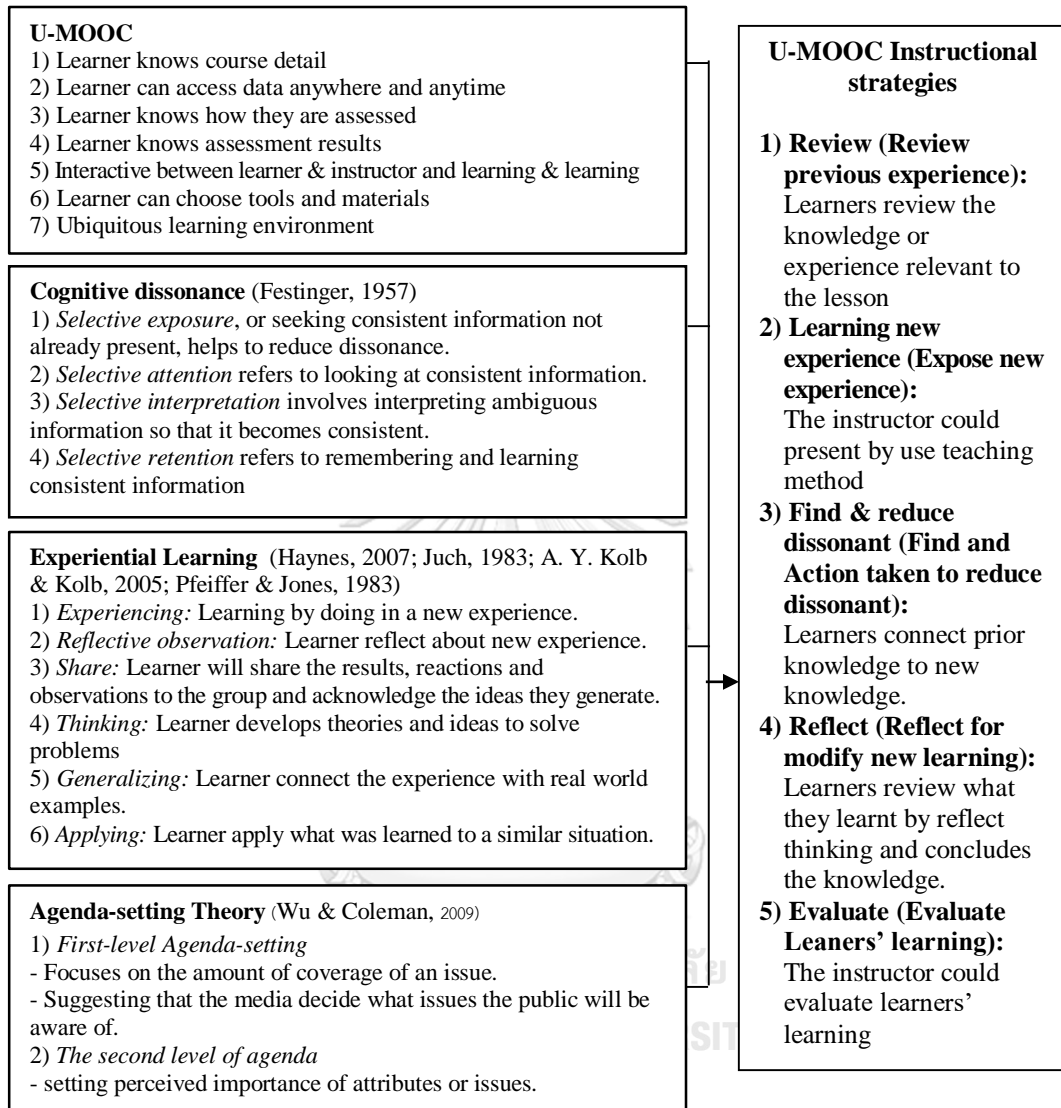 U-MOOC
1) Learner knows course detail
2) Learner can access data anywhere and anytime
3) Learner knows how they are assessed
4) Learner knows assessment results
5) Interactive between learner & instructor and learning & learning
6) Learner can choose tools and materials
7) Ubiquitous learning environment
Cognitive dissonance (Festinger, 1957)
1) Selective exposure, or seeking consistent information not
already present, helps to reduce dissonance.
2) Selective attention refers to looking at consistent information.
3) Selective interpretation involves interpreting ambiguous
information so that it becomes consistent.
4) Selective retention refers to remembering and learning
consistent information
Experiential Learning (Haynes, 2007; Juch, 1983; A. Y. Kolb
& Kolb, 2005; Pfeiffer & Jones, 1983)
1) Experiencing: Learning by doing in a new experience.
2) Reflective observation: Learner reflect about new experience.
3) Share: Learner will share the results, reactions and
observations to the group and acknowledge the ideas they generate.
4) Thinking: Learner develops theories and ideas to solve
problems
5) Generalizing: Learner connect the experience with real world
examples.
6) Applying: Learner apply what was learned to a similar situation.
Agenda-setting Theory (Wu & Coleman, 2009)
1) First-level Agenda-setting
- Focuses on the amount of coverage of an issue.
- Suggesting that the media decide what issues the public will be
aware of.
2) The second level of agenda
- setting perceived importance of attributes or issues.
U-MOOC Instructional
strategies
1) Review (Review
previous experience):
Learners review the
knowledge or
experience relevant to
the lesson
2) Learning new
experience (Expose new
experience):
The instructor could
present by use teaching
method
3) Find & reduce
dissonant (Find and
Action taken to reduce
dissonant):
Learners connect prior
knowledge to new
knowledge.
4) Reflect (Reflect for
modify new learning):
Learners review what
they learnt by reflect
thinking and concludes
the knowledge.
5) Evaluate (Evaluate
Leaners' learning):
The instructor could
evaluate learners'
learning